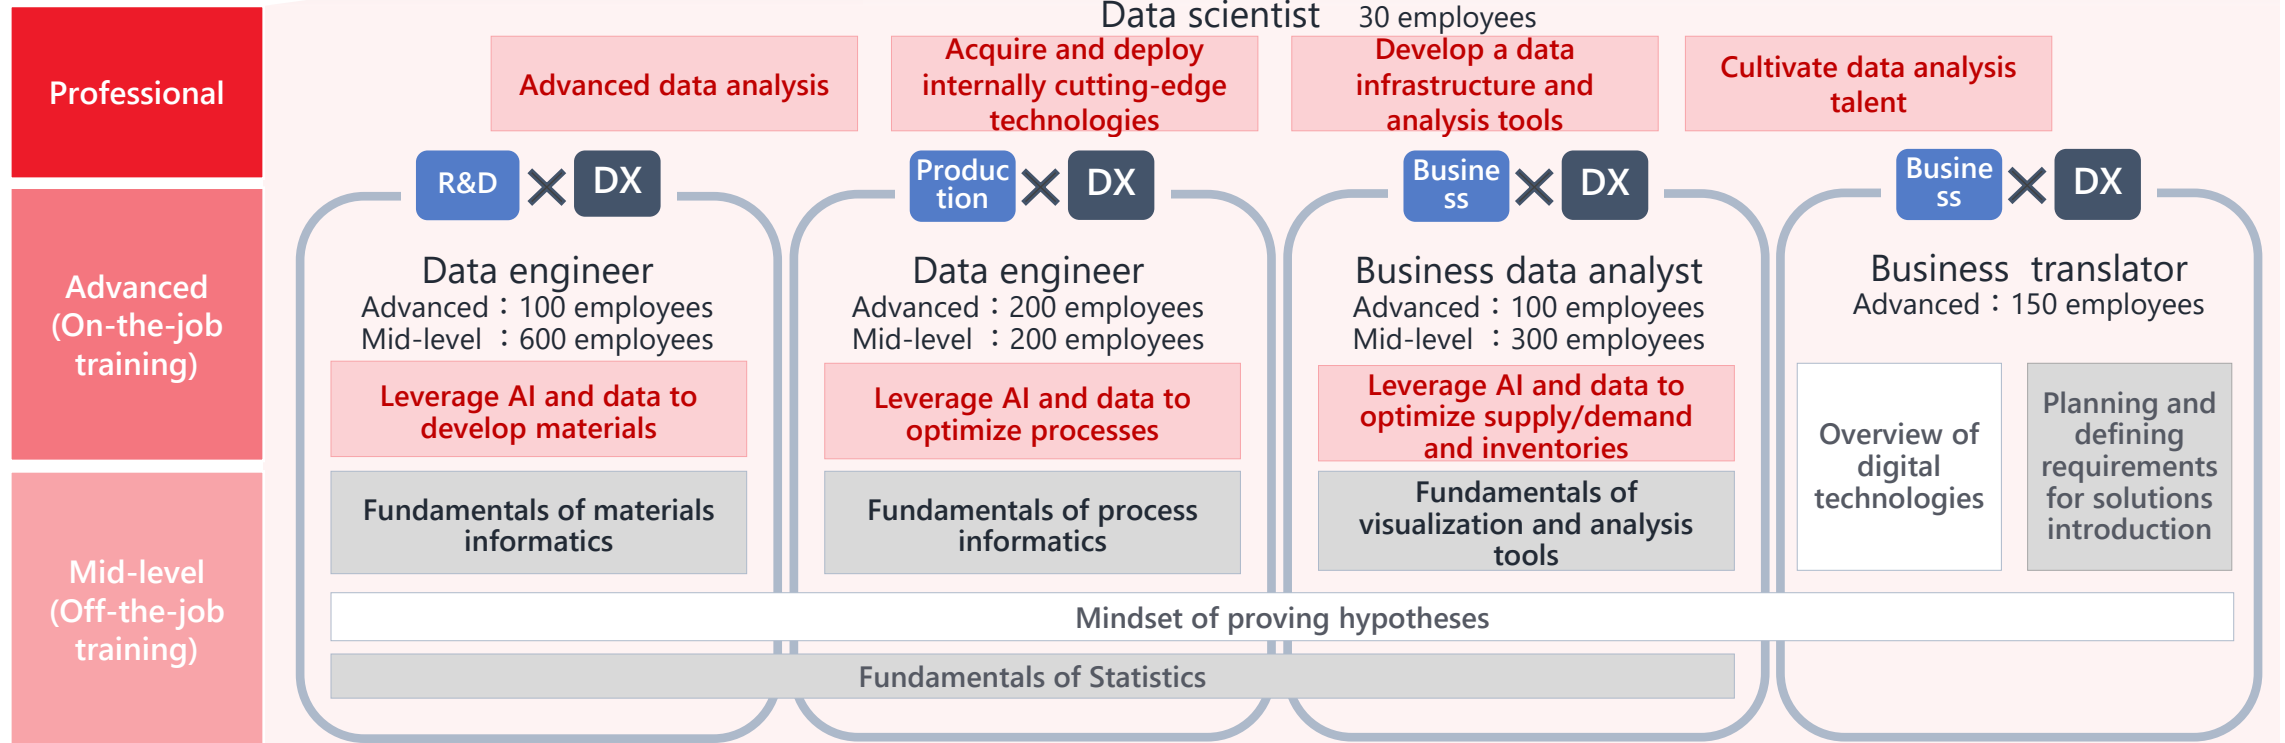 Data scientist 30 employees
Professional
Advanced data analysis
Acquire and deploy
internally cutting-edge
technologies
Develop a data
infrastructure and
analysis tools
Cultivate data analysis
talent
Advanced
(On-the-job
training)
Mid-level
(Off-the-job
training)
R&D
DX
Data engineer
Advanced：100 employees
Mid-level ：600 employees
Leverage AI and data to
develop materials
Fundamentals of materials
informatics
Produc
tion
DX
Data engineer
Advanced：200 employees
Mid-level ：200 employees
Leverage AI and data to
optimize processes
Fundamentals of process
informatics
Busine
ss
DX
Business data analyst
Advanced：100 employees
Mid-level ：300 employees
Leverage AI and data to
optimize supply/demand
and inventories
Fundamentals of
visualization and analysis
tools
Busine
ss
DX
Business translator
Advanced：150 employees
Overview of
digital
technologies
Planning and
defining
requirements
for solutions
introduction
Mindset of proving hypotheses
Fundamentals of Statistics